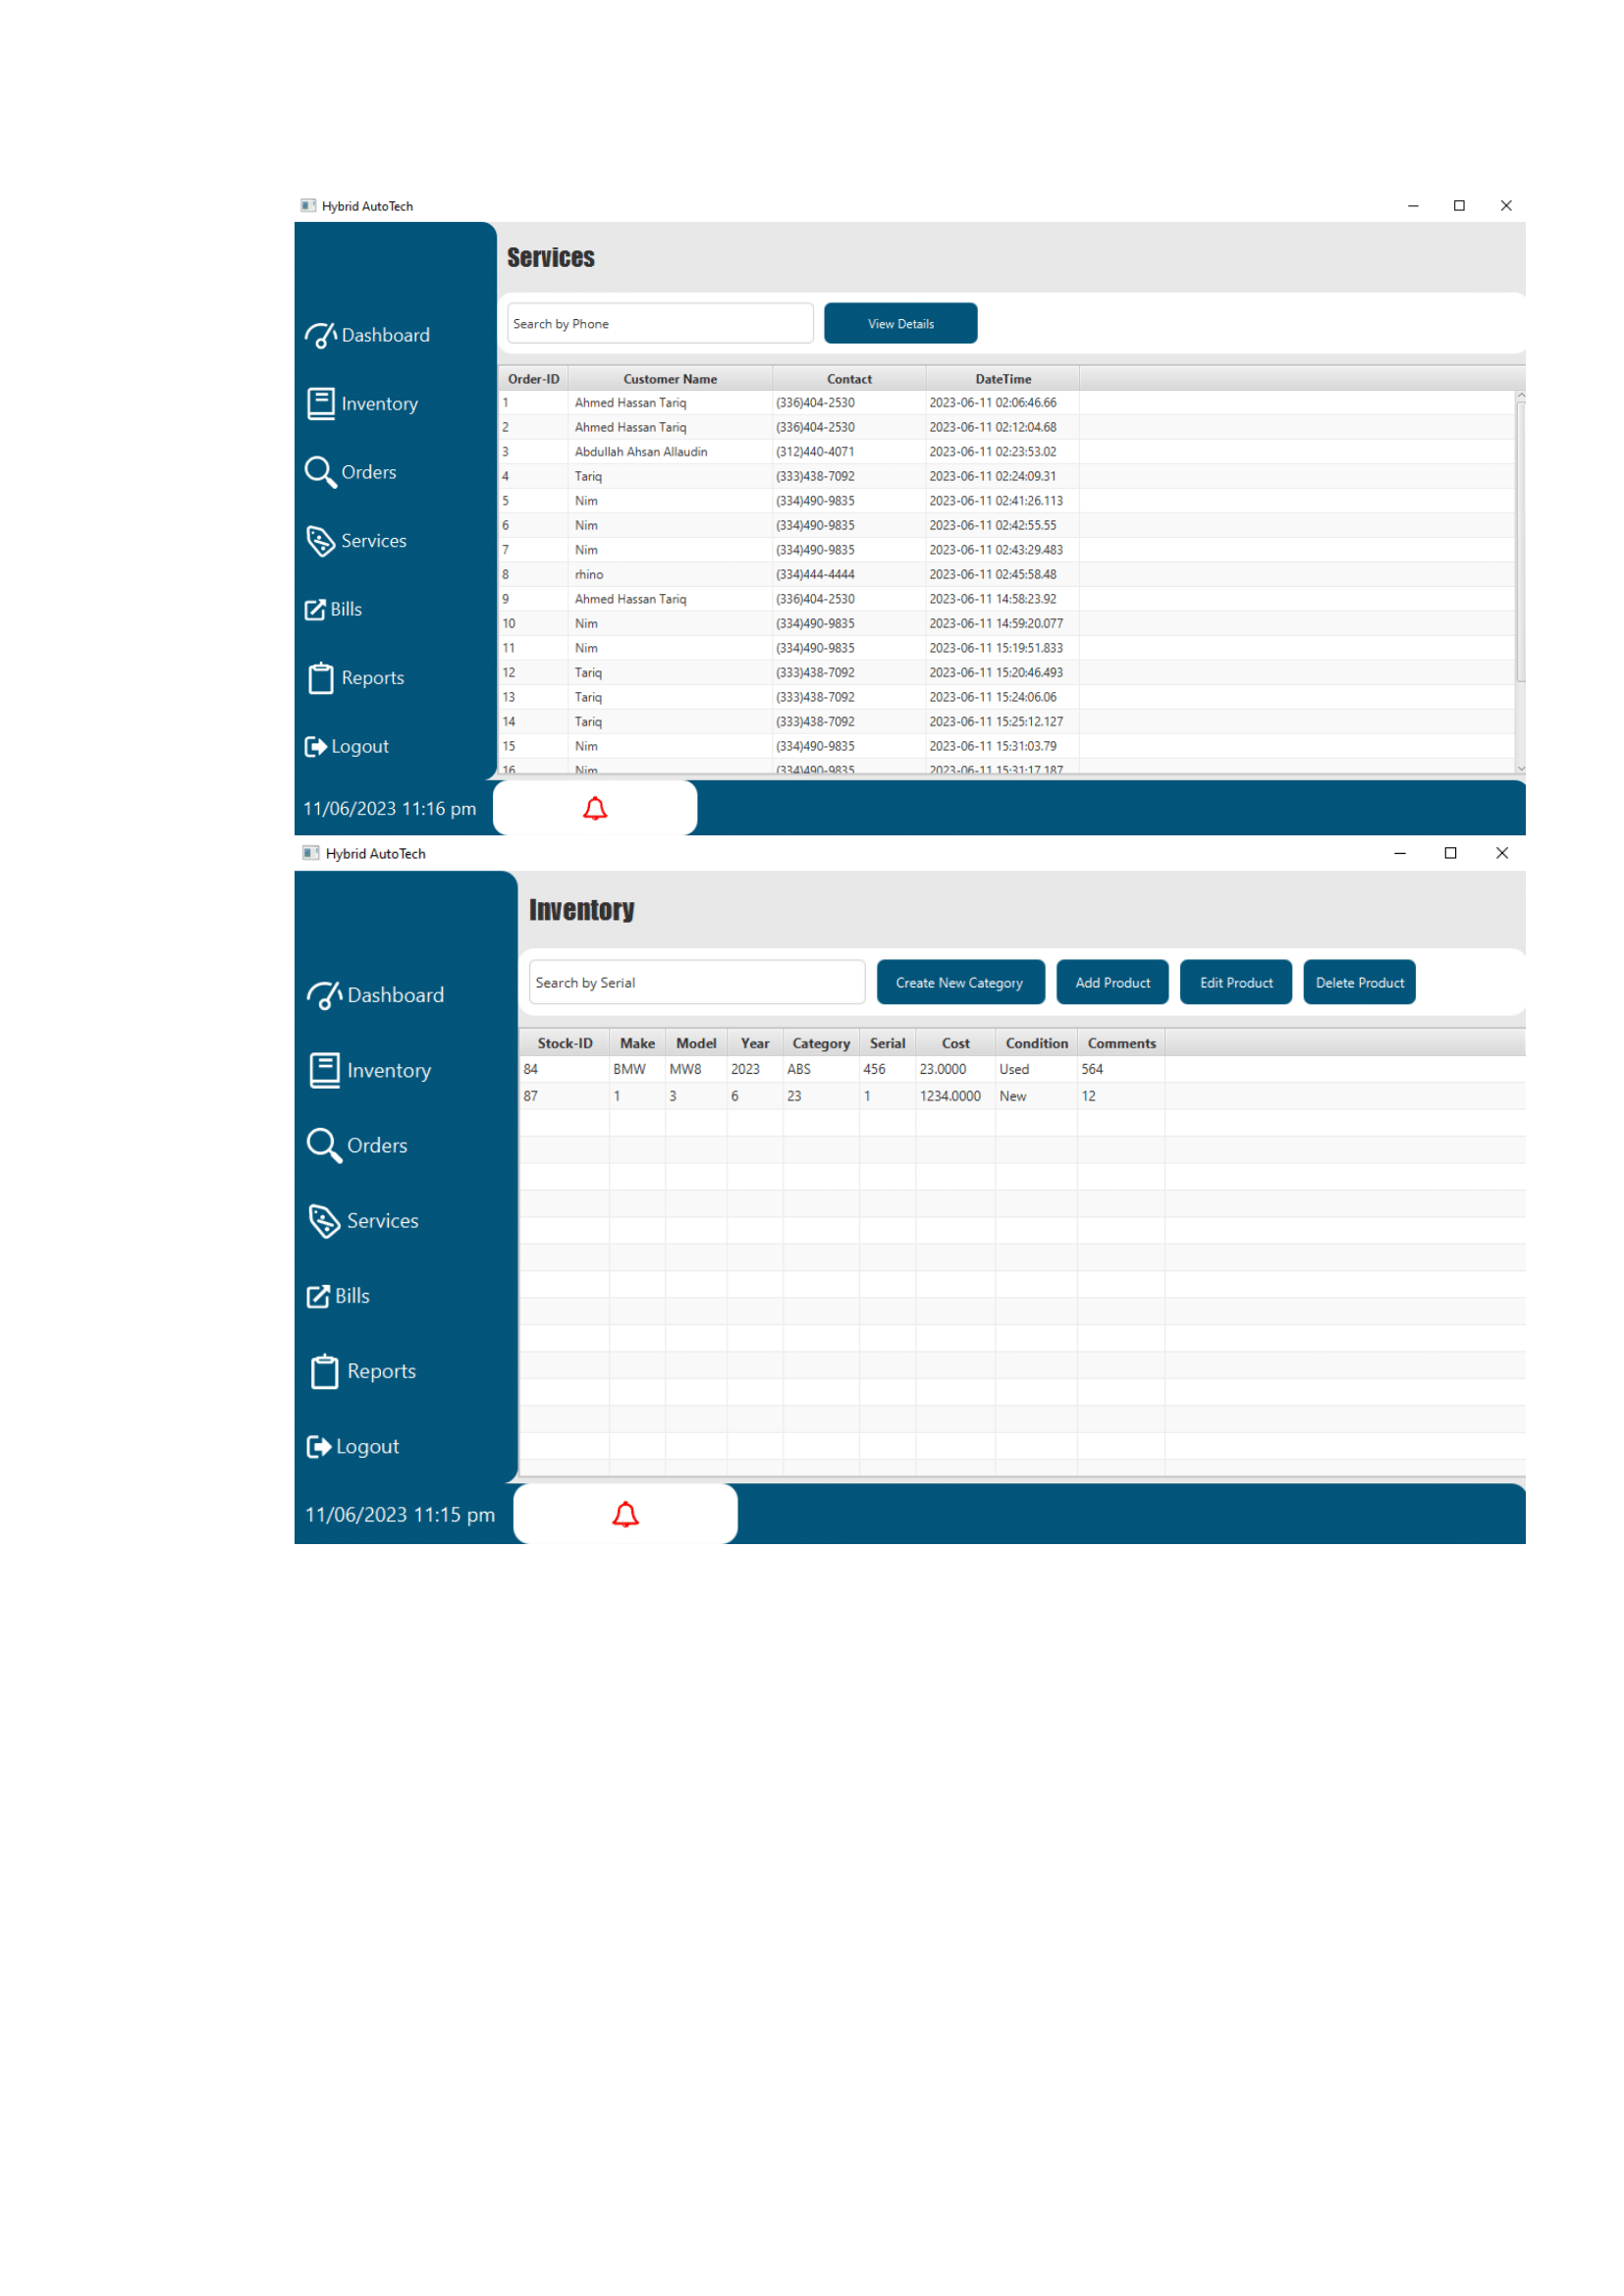 Hybrid AutoTech
Services
Search by Phone View Details
Dashboard
Inventory
Orders
Services
Bills
Reports
Logout
Order-ID Customer Name Contact DateTime
1 Ahmed Hassan Tariq (336)404-2530 2023-06-11 02:06:46.66
2 Ahmed Hassan Tariq (336)404-2530 2023-06-11 02:12:04.68
3 Abdullah Ahsan Allaudin (312)440-4071 2023-06-11 02:23:53.02
4 Tariq (333)438-7092 2023-06-11 02:24:09.31
5 Nim (334)490-9835 2023-06-11 02:41:26.113
6 Nim (334)490-9835 2023-06-11 02:42:55.55
7 Nim (334)490-9835 2023-06-11 02:43:29.483
8 rhino (334)444-4444 2023-06-11 02:45:58.48
9 Ahmed Hassan Tariq (336)404-2530 2023-06-11 14:58:23.92
10 Nim (334)490-9835 2023-06-11 14:59:20.077
11 Nim (334)490-9835 2023-06-11 15:19:51.833
12 Tariq (333)438-7092 2023-06-11 15:20:46.493
13 Tariq (333)438-7092 2023-06-11 15:24:06.06
14 Tariq (333)438-7092 2023-06-11 15:25:12.127
15 Nim (334)490-9835 2023-06-11 15:31:03.79
16 Nim (334)490-9835 2023-06-11 15:31:17.187
11/06/2023 11:16 pm
Hybrid AutoTech
Inventory
Search by Serial Create New Category Add Product Edit Product Delete Product
Dashboard
Inventory
Orders
Services
Bills
Reports
Logout
Stock-ID Make Model Year Category Serial Cost Condition Comments
84 BMW MW8 2023 ABS 456 23.0000 Used 564
87 1 3 6 23 1 1234.0000 New 12
11/06/2023 11:15 pm